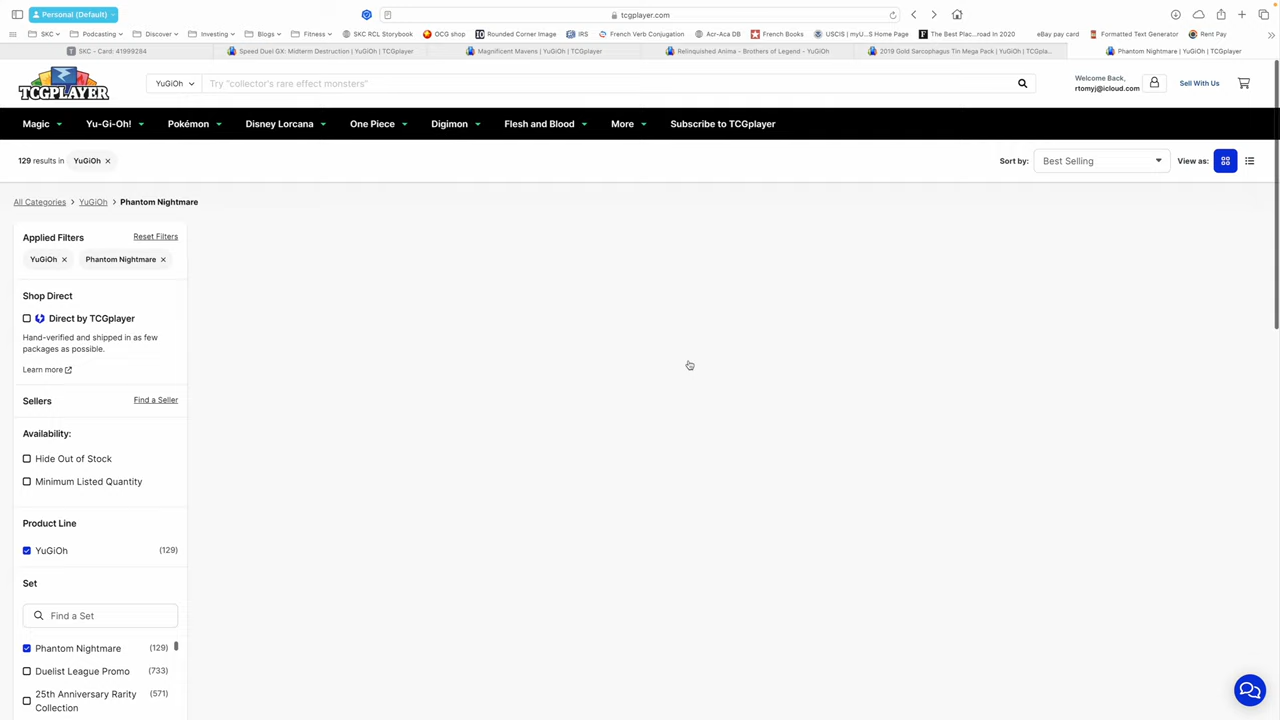 Personal (Default)
tcgplayer.com
SKC
Podcasting
Discover
Investing
Blogs
Fitness
SKC RCL Storybook
OCG shop
Rounded Corner Image
French Verb Conjugation
Acr-Aca DB
French Books
IRS
USCIS | myU...S Home Page
The Best Plac...road In 2020
eBay pay card
Formatted Text Generator
Rent Pay
SKC - Card: 41999284
Speed Duel GX: Midterm Destruction | YuGiOh | TCGplayer
Magnificent Mavens | YuGiOh | TCGplayer
Relinquished Anima - Brothers of Legend - YuGiOh
2019 Gold Sarcophagus Tin Mega Pack | YuGiOh | TCGpla...
Phantom Nightmare | YuGiOh | TCGplayer
TCGPLAYER
YuGiOh
Try "collector's rare effect monsters"
Welcome Back,
rtomyj@icloud.com
Sell With Us
Magic
Yu-Gi-Oh!
Pokémon
Disney Lorcana
One Piece
Digimon
Flesh and Blood
More
Subscribe to TCGplayer
129 results in
YuGiOh
Sort by:
Best Selling
View as:
All Categories
YuGiOh
Phantom Nightmare
Applied Filters
Reset Filters
YuGiOh
Phantom Nightmare
Shop Direct
Direct by TCGplayer
Hand-verified and shipped in as few
packages as possible.
Learn more
Sellers
Find a Seller
Availability:
Hide Out of Stock
Minimum Listed Quantity
Product Line
YuGiOh (129)
Set
Find a Set
Phantom Nightmare (129)
Duelist League Promo (733)
25th Anniversary Rarity (571)
Collection